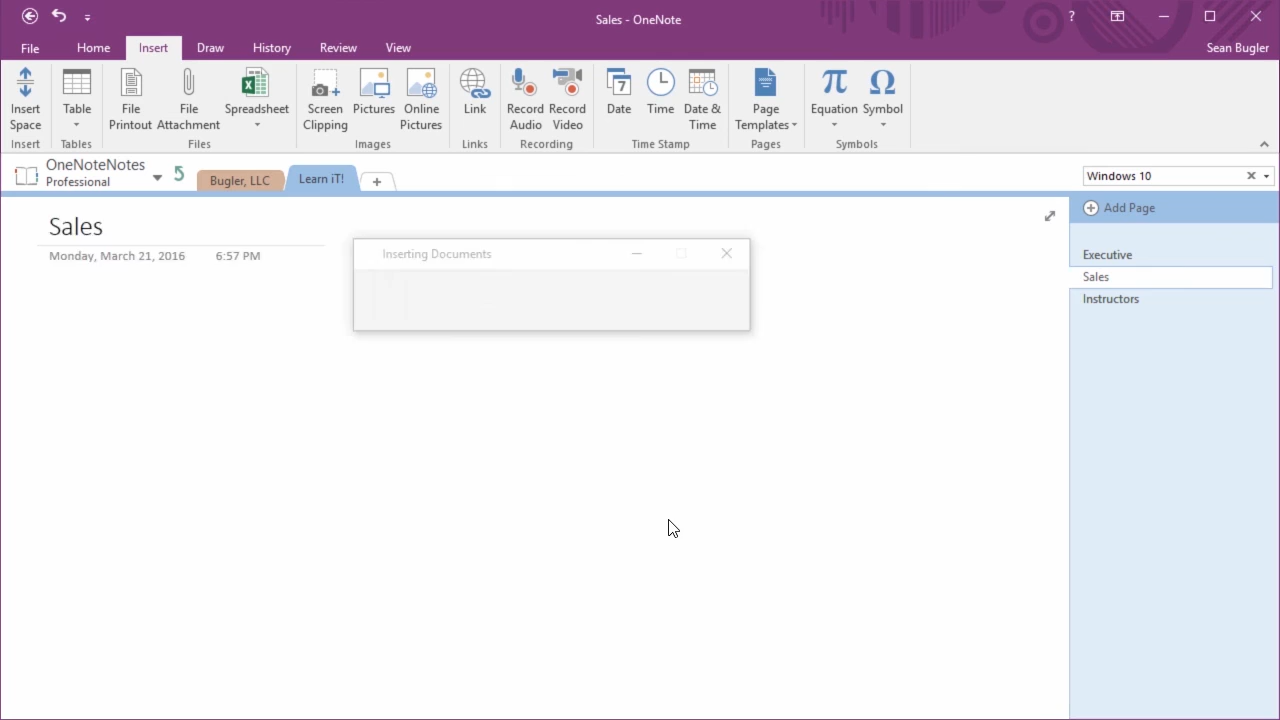 Sales - OneNote
?
File Home Insert Draw History Review View
Sean Bugler
Insert Space
Table
File Printout
File Attachment
Spreadsheet
Screen Clipping
Pictures
Online Pictures
Link
Record Audio
Record Video
7
Date
Time
Date & Time
Page Templates
π
Equation
Ω
Symbol
Insert Tables Files Images Links Recording Time Stamp Pages Symbols
OneNoteNotes
Professional
Bugler, LLC
Learn iT!
+
Windows 10
Add Page
Sales
Monday, March 21, 2016 6:57 PM
Inserting Documents
Executive
Sales
Instructors